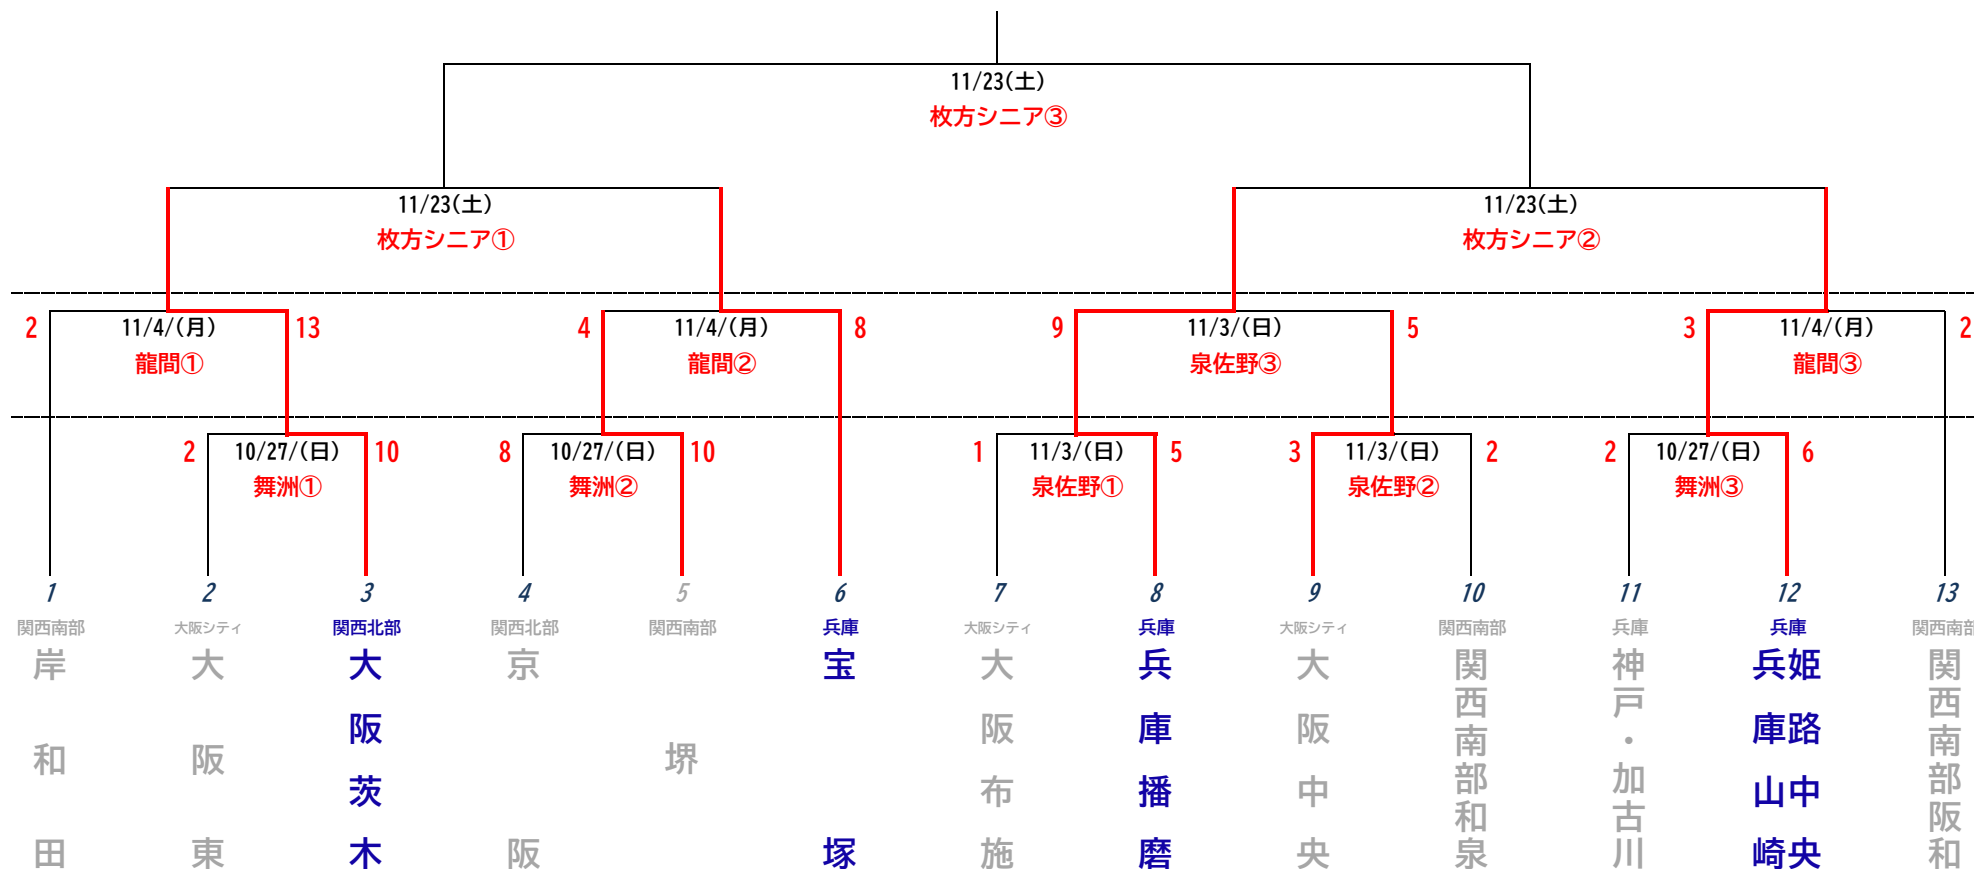 11/23(土)
枚方シニア③
11/23(土)
枚方シニア①
11/23(土)
枚方シニア②
2 11/4/(月) 13 4 11/4/(月) 8 9 11/3/(日) 5 3 11/4/(月) 2
龍間① 龍間② 泉佐野③ 龍間③
2 10/27/(日) 10 8 10/27/(日) 10 1 11/3/(日) 5 3 11/3/(日) 2 2 10/27/(日) 6
舞洲① 舞洲② 泉佐野① 泉佐野② 舞洲③
1 2 3 4 5 6 7 8 9 10 11 12 13
関西南部 大阪シティ 関西北部 関西北部 関西南部 兵庫 大阪シティ 兵庫 大阪シティ 関西南部 兵庫 兵庫 関西南部
岸和田
大阪東
大阪茨木
京阪
堺
宝塚
大阪布施
兵庫播磨
大阪中央
関西南部和泉
神戸・加古川
姫路中央
兵庫山崎
関西南部阪和